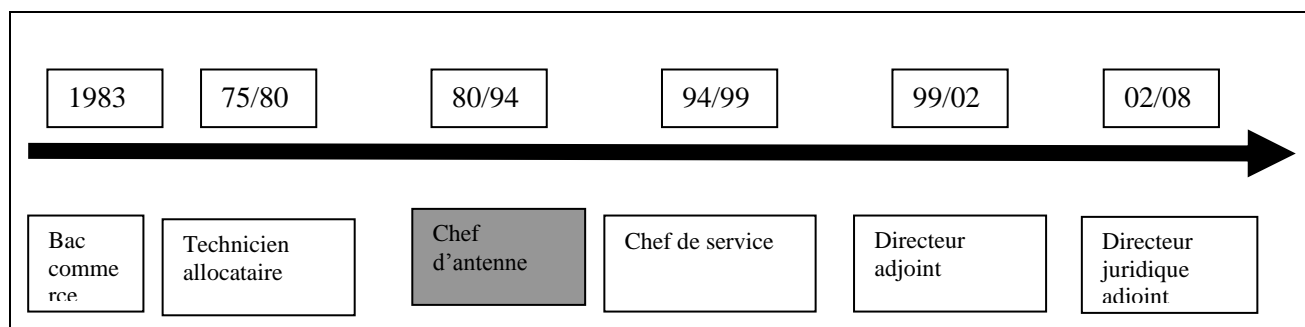 1983
75/80
80/94
94/99
99/02
02/08
Bac
comme
rce
Technicien
allocataire
Chef
d’antenne
Chef de service
Directeur
adjoint
Directeur
juridique
adjoint